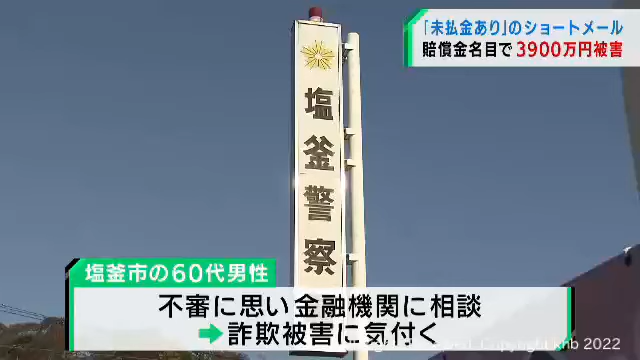 「未払金あり」のショートメール
賠償金名目で3900万円被害
塩釜警察
塩釜市の60代男性
不審に思い金融機関に相談
➡詐欺被害に気付く
Copyright khb 2022